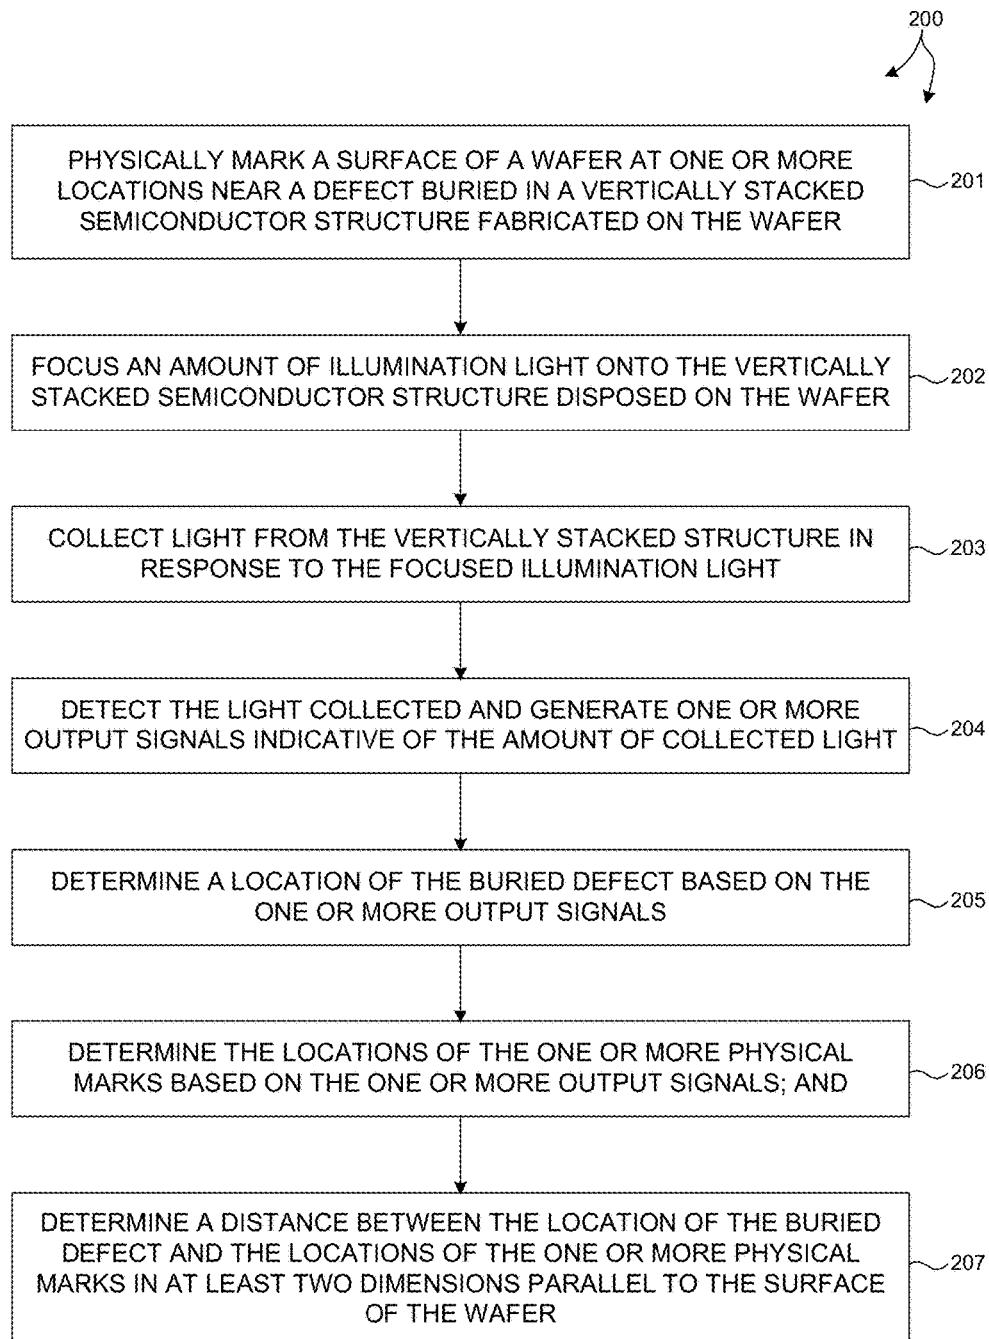 200
PHYSICALLY MARK A SURFACE OF A WAFER AT ONE OR MORE
LOCATIONS NEAR A DEFECT BURIED IN A VERTICALLY STACKED
SEMICONDUCTOR STRUCTURE FABRICATED ON THE WAFER
201
FOCUS AN AMOUNT OF ILLUMINATION LIGHT ONTO THE VERTICALLY
STACKED SEMICONDUCTOR STRUCTURE DISPOSED ON THE WAFER
202
COLLECT LIGHT FROM THE VERTICALLY STACKED STRUCTURE IN
RESPONSE TO THE FOCUSED ILLUMINATION LIGHT
203
DETECT THE LIGHT COLLECTED AND GENERATE ONE OR MORE
OUTPUT SIGNALS INDICATIVE OF THE AMOUNT OF COLLECTED LIGHT
204
DETERMINE A LOCATION OF THE BURIED DEFECT BASED ON THE
ONE OR MORE OUTPUT SIGNALS
205
DETERMINE THE LOCATIONS OF THE ONE OR MORE PHYSICAL
MARKS BASED ON THE ONE OR MORE OUTPUT SIGNALS; AND
206
DETERMINE A DISTANCE BETWEEN THE LOCATION OF THE BURIED
DEFECT AND THE LOCATIONS OF THE ONE OR MORE PHYSICAL
MARKS IN AT LEAST TWO DIMENSIONS PARALLEL TO THE SURFACE
OF THE WAFER
207